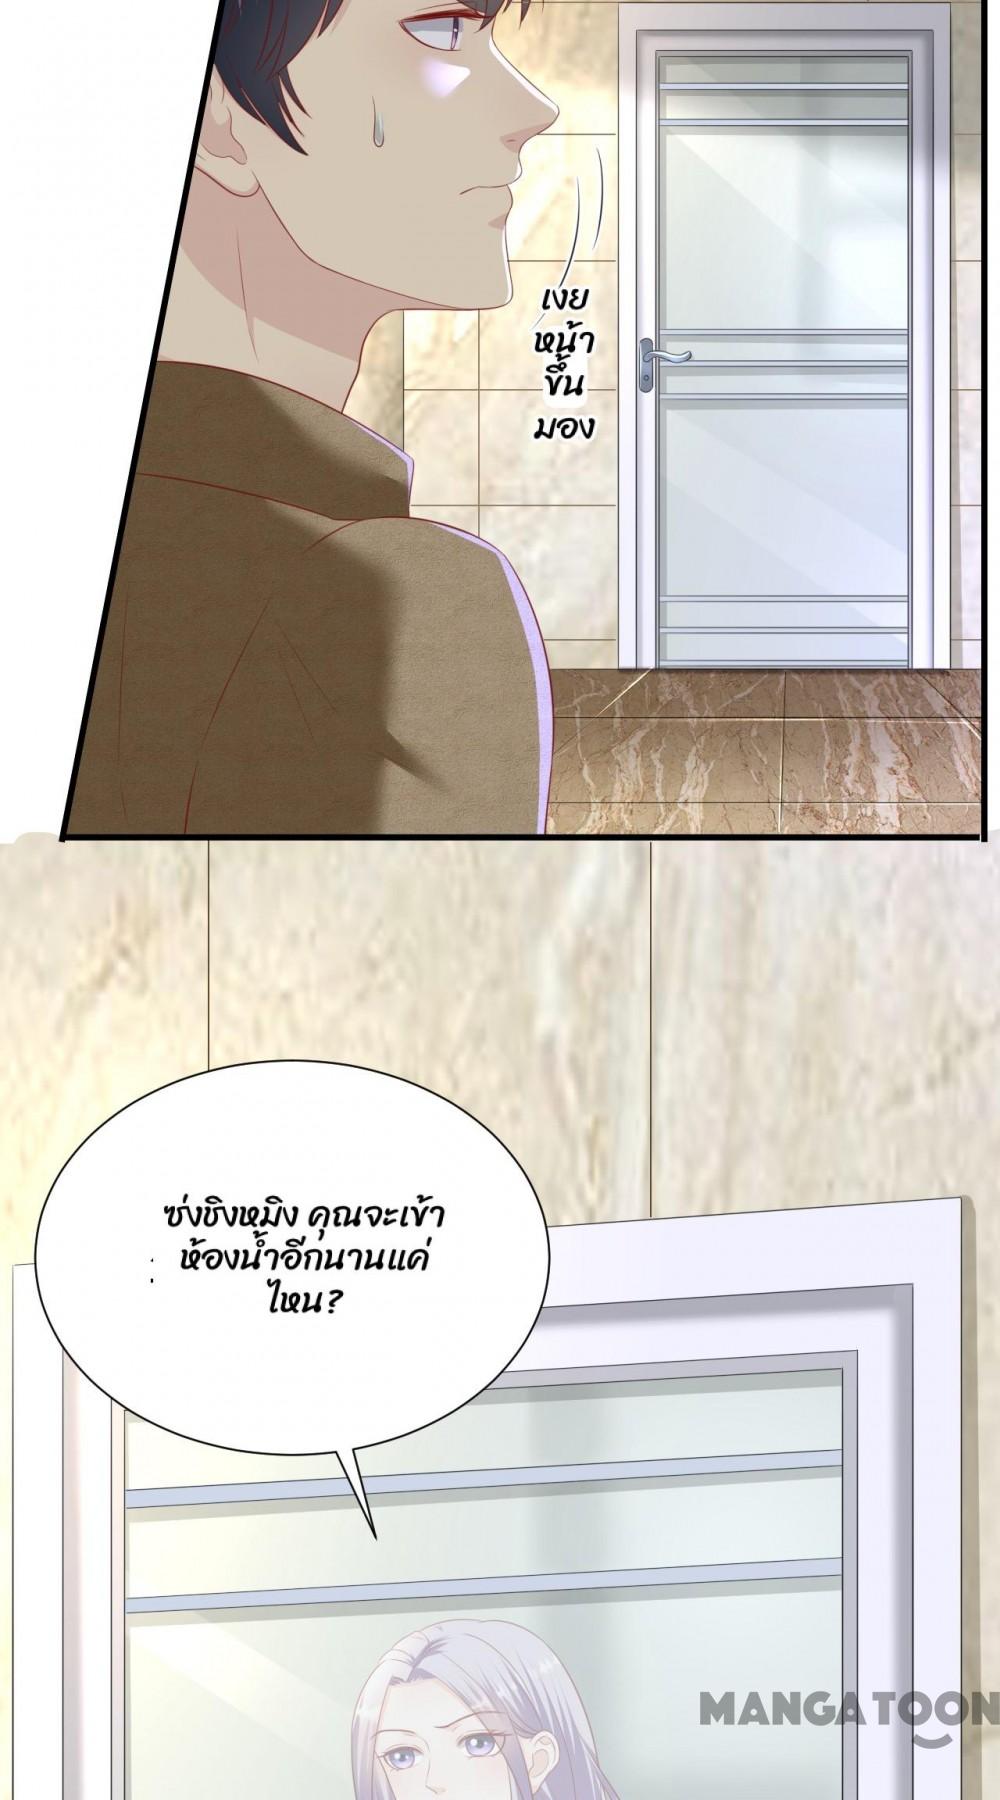 เงย
หน้า
ขึ้น
มอง
ซ่งชิงหมิง คุณจะเข้า
ห้องน้ำอีกนานแค่
ไหน?
MANGATOON